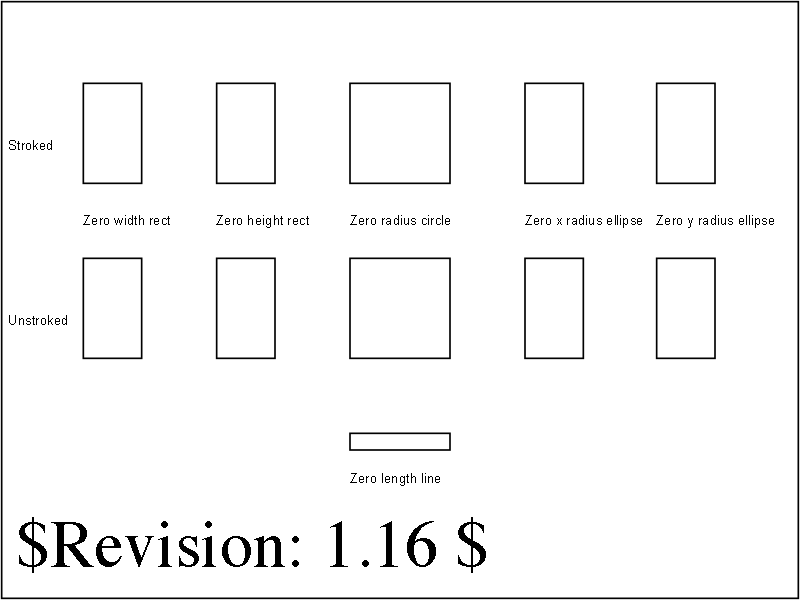 Stroked
Zero width rect
Zero height rect
Zero radius circle
Zero x radius ellipse
Zero y radius ellipse
Unstroked
Zero length line
$Revision: 1.16 $